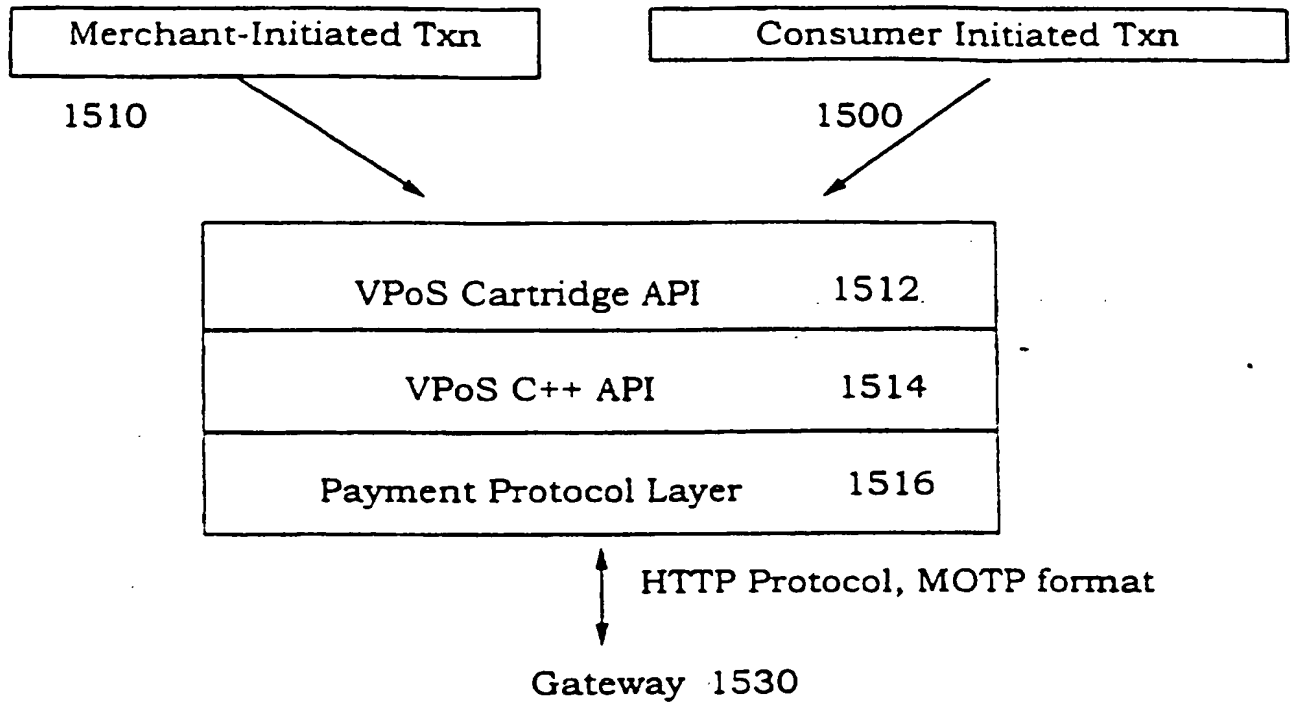 Merchant-Initiated Txn
Consumer Initiated Txn
1510
1500
VPoS Cartridge API 1512
VPoS C++ API 1514
Payment Protocol Layer 1516
HTTP Protocol, MOTP format
Gateway 1530